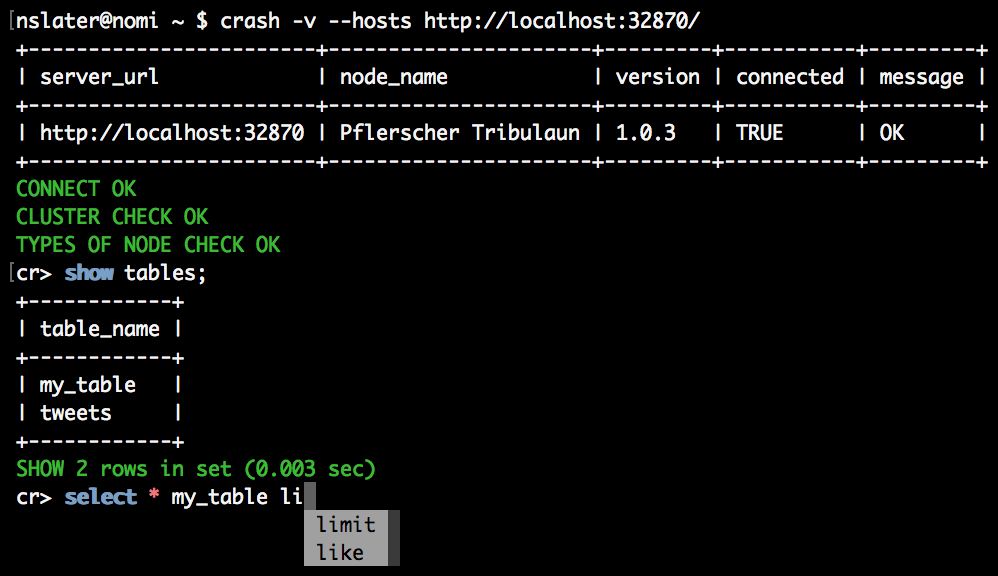 [nslater@nomi ~ $ crash -v --hosts http://localhost:32870/
+------------------------+----------------------+---------+-----------+---------+
| server_url             | node_name            | version | connected | message |
+------------------------+----------------------+---------+-----------+---------+
| http://localhost:32870 | Pflerscher Tribulaun | 1.0.3   | TRUE      | OK      |
+------------------------+----------------------+---------+-----------+---------+
CONNECT OK
CLUSTER CHECK OK
TYPES OF NODE CHECK OK
[cr> show tables;
+------------+
| table_name |
+------------+
| my_table   |
| tweets     |
+------------+
SHOW 2 rows in set (0.003 sec)
cr> select * my_table li
limit
like